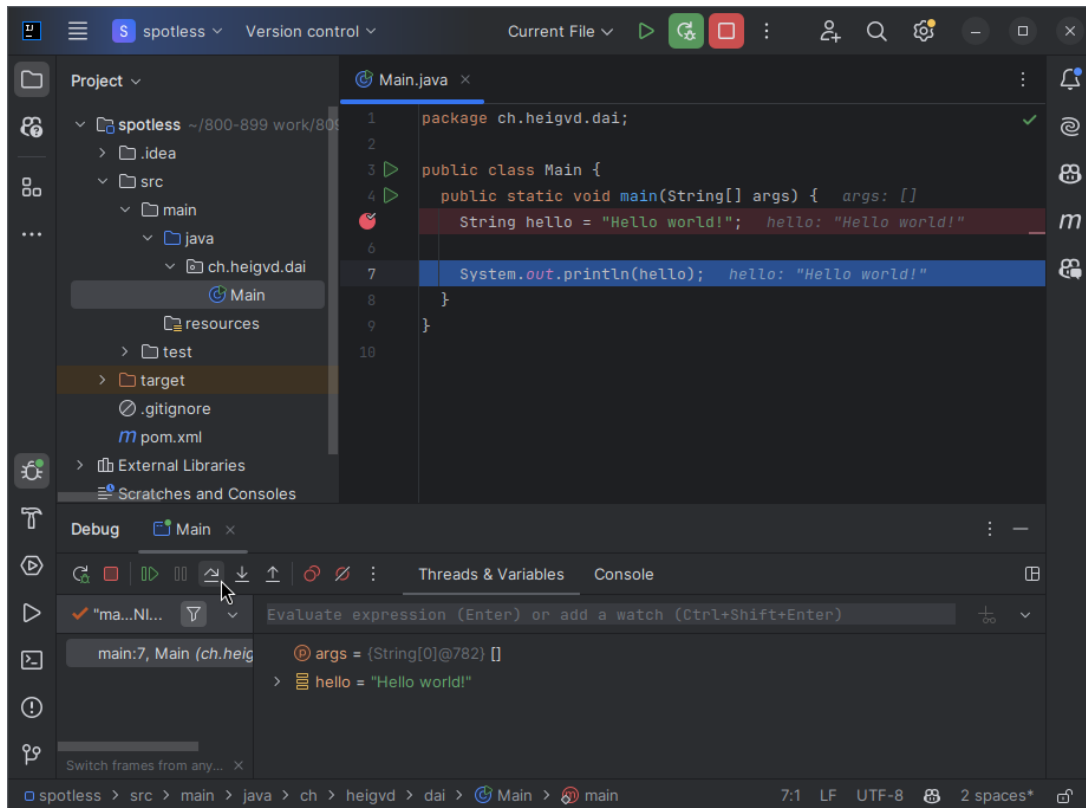 S spotless Version control Current File
Project
Main.java
spotless ~/800-899 work/809
.idea
src
main
java
ch.heigvd.dai
Main
resources
test
target
.gitignore
m pom.xml
External Libraries
Scratches and Consoles
1 package ch.heigvd.dai;
2
3 public class Main {
4 public static void main(String[] args) { args: []
String hello = "Hello world!"; hello: "Hello world!"
6
7 System.out.println(hello); hello: "Hello world!"
8 }
9 }
10
m
Debug Main
Threads & Variables Console
"ma...NI... Evaluate expression (Enter) or add a watch (Ctrl+Shift+Enter)
main:7, Main (ch.heig
args = {String[0]@782} []
hello = "Hello world!"
Switch frames from any...
spotless > src > main > java > ch > heigvd > dai > Main > main 7:1 LF UTF-8 2 spaces*